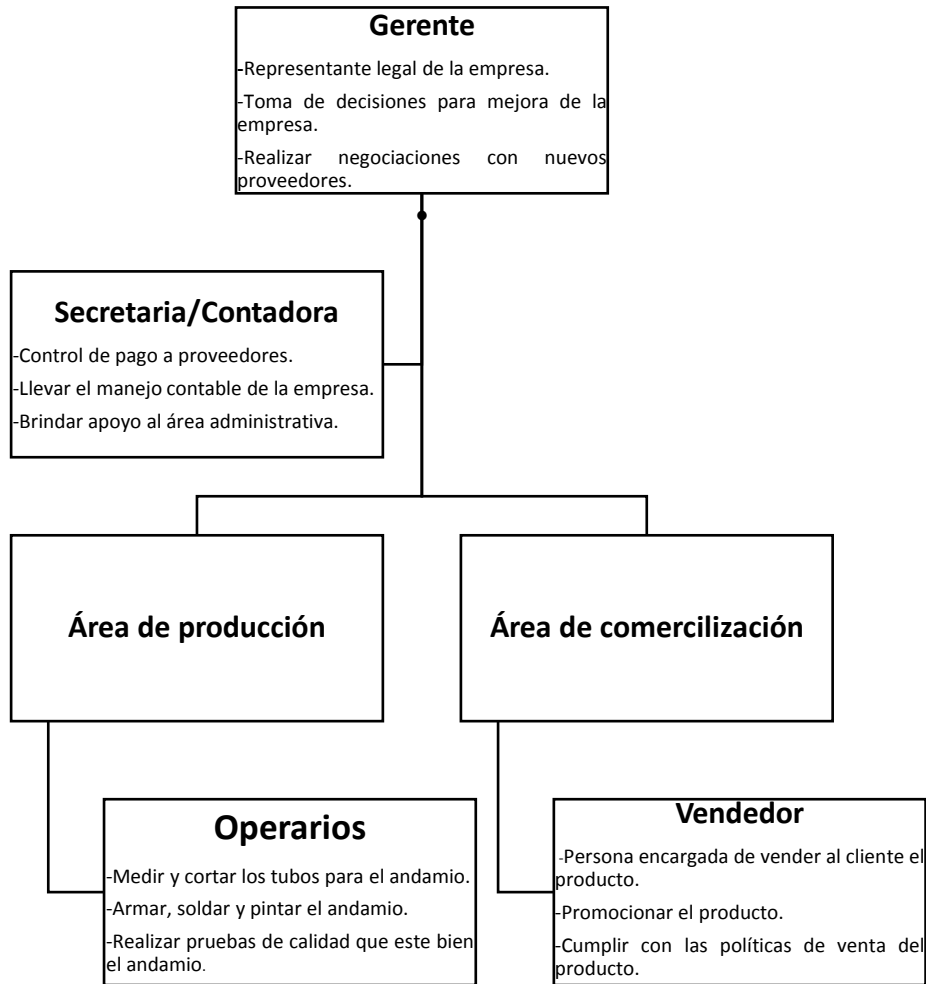 Gerente
-Representante legal de la empresa.
-Toma de decisiones para mejora de la
empresa.
-Realizar negociaciones con nuevos
proveedores.
Secretaria/Contadora
-Control de pago a proveedores.
-Llevar el manejo contable de la empresa.
-Brindar apoyo al área administrativa.
Área de producción
Área de comercilización
Operarios
-Medir y cortar los tubos para el andamio.
-Armar, soldar y pintar el andamio.
-Realizar pruebas de calidad que este bien
el andamio.
Vendedor
-Persona encargada de vender al cliente el
producto.
-Promocionar el producto.
-Cumplir con las políticas de venta del
producto.